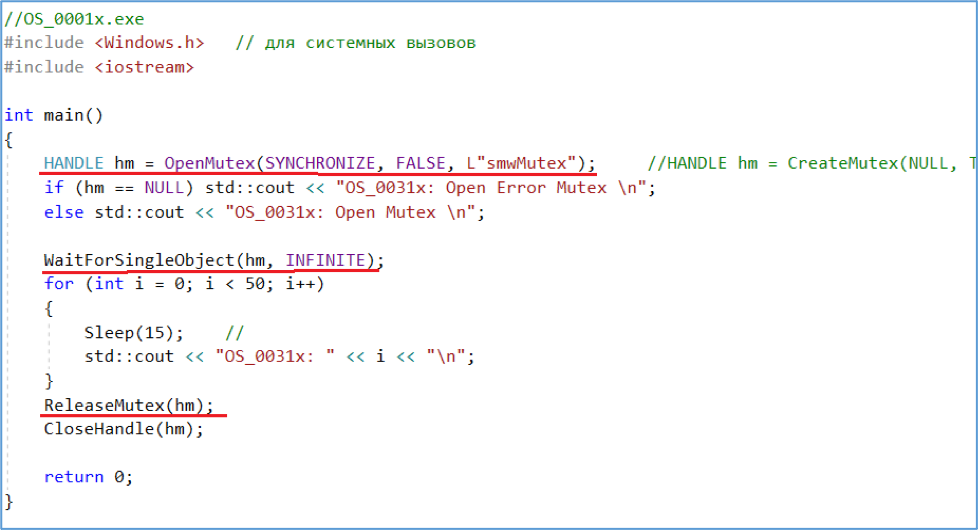 //OS_0001x.exe
#include <Windows.h>   // для системных вызовов
#include <iostream>
int main()
{
    HANDLE hm = OpenMutex(SYNCHRONIZE, FALSE, L"smwMutex");     //HANDLE hm = CreateMutex(NULL, T
    if (hm == NULL) std::cout << "OS_0031x: Open Error Mutex \n";
    else std::cout << "OS_0031x: Open Mutex \n";
    WaitForSingleObject(hm, INFINITE);
    for (int i = 0; i < 50; i++)
    {
        Sleep(15);    //
        std::cout << "OS_0031x: " << i << "\n";
    }
    ReleaseMutex(hm);
    CloseHandle(hm);
    return 0;
}